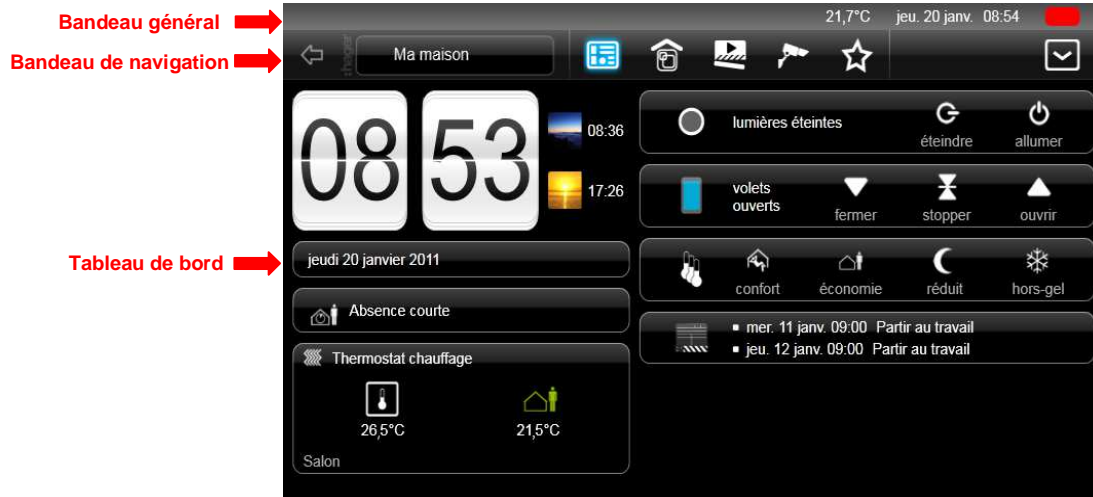 Bandeau général
21,7°C jeu. 20 janv. 08:54
Bandeau de navigation
:hager
Ma maison
08 53
08:36
17:26
lumières éteintes
éteindre
allumer
volets
ouverts
fermer
stopper
ouvrir
Tableau de bord
jeudi 20 janvier 2011
confort
économie
réduit
hors-gel
Absence courte
mer. 11 janv. 09:00 Partir au travail
jeu. 12 janv. 09:00 Partir au travail
Thermostat chauffage
26,5°C
21,5°C
Salon